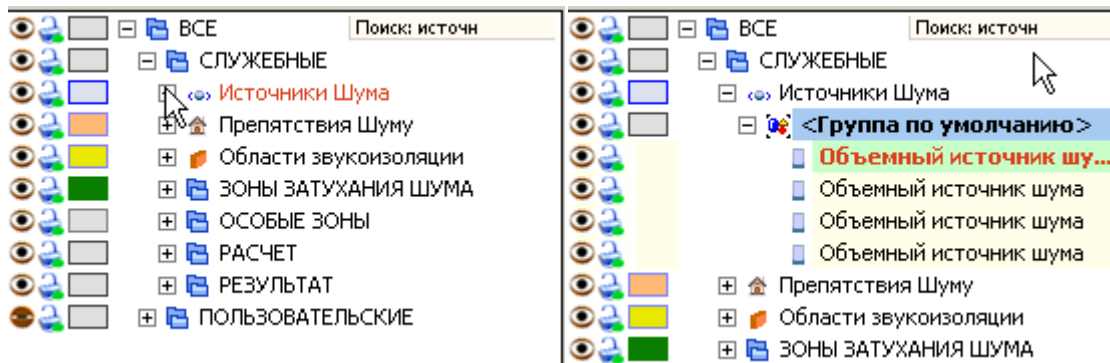 ВСЕ Поиск: источн
СЛУЖЕБНЫЕ
Источники Шума
Препятствия Шуму
Области звукоизоляции
ЗОНЫ ЗАТУХАНИЯ ШУМА
ОСОБЫЕ ЗОНЫ
РАСЧЕТ
РЕЗУЛЬТАТ
ПОЛЬЗОВАТЕЛЬСКИЕ
ВСЕ Поиск: источн
СЛУЖЕБНЫЕ
Источники Шума
<Группа по умолчанию>
Объемный источник шу...
Объемный источник шума
Объемный источник шума
Объемный источник шума
Препятствия Шуму
Области звукоизоляции
ЗОНЫ ЗАТУХАНИЯ ШУМА